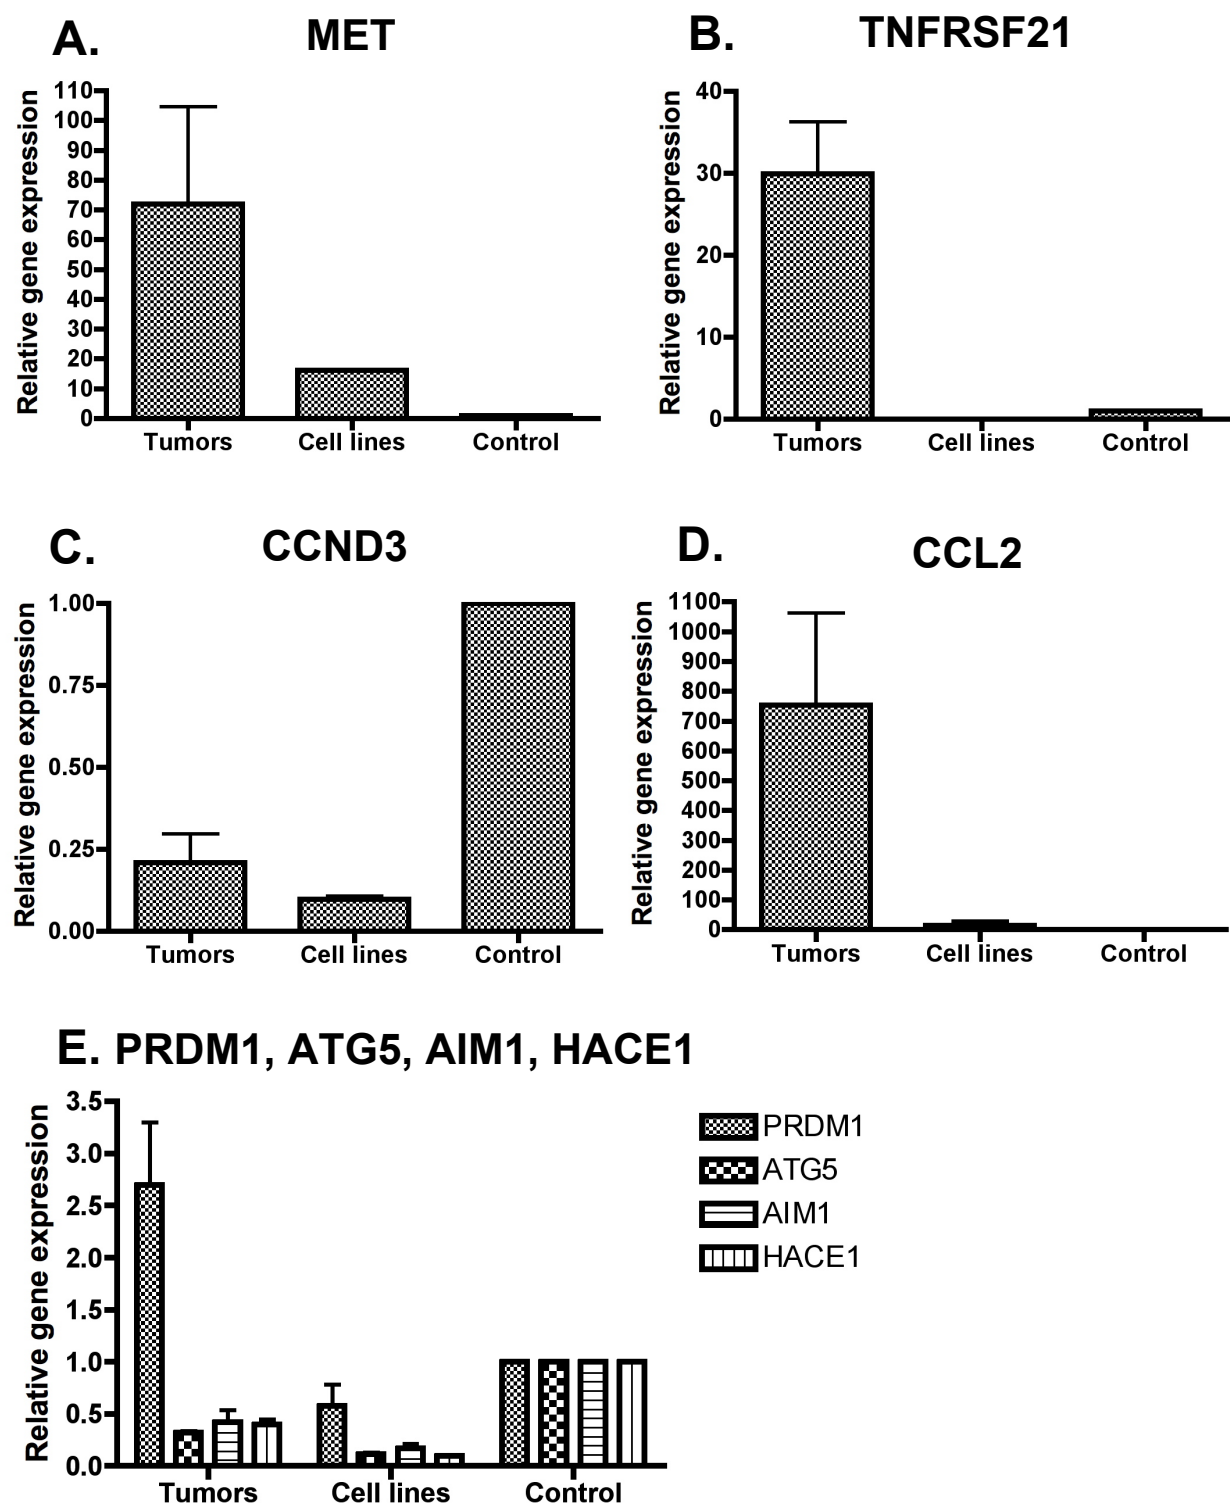 A. MET
Relative gene expression
110
100
90
80
70
60
50
40
30
20
10
0
Tumors Cell lines Control
B. TNFRSF21
Relative gene expression
40
30
20
10
0
Tumors Cell lines Control
C. CCND3
Relative gene expression
1.00
0.75
0.50
0.25
0.00
Tumors Cell lines Control
D. CCL2
Relative gene expression
1100
1000
900
800
700
600
500
400
300
200
100
0
Tumors Cell lines Control
E. PRDM1, ATG5, AIM1, HACE1
Relative gene expression
3.5
3.0
2.5
2.0
1.5
1.0
0.5
0.0
Tumors Cell lines Control
PRDM1
ATG5
AIM1
HACE1